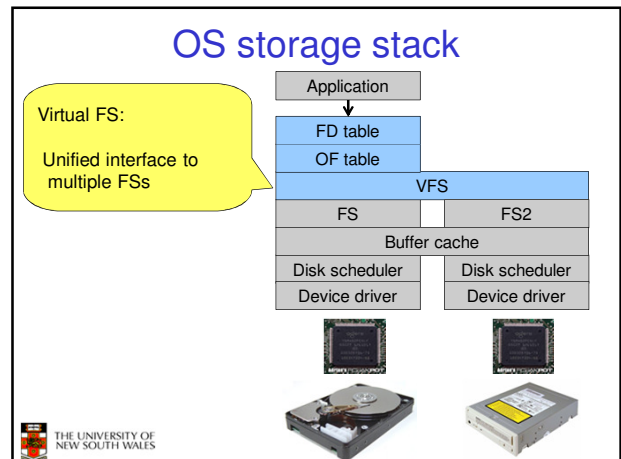 OS storage stack
Application
Virtual FS:
Unified interface to
multiple FSs
FD table
OF table
VFS
FS
FS2
Buffer cache
Disk scheduler
Disk scheduler
Device driver
Device driver
THE UNIVERSITY OF
NEW SOUTH WALES